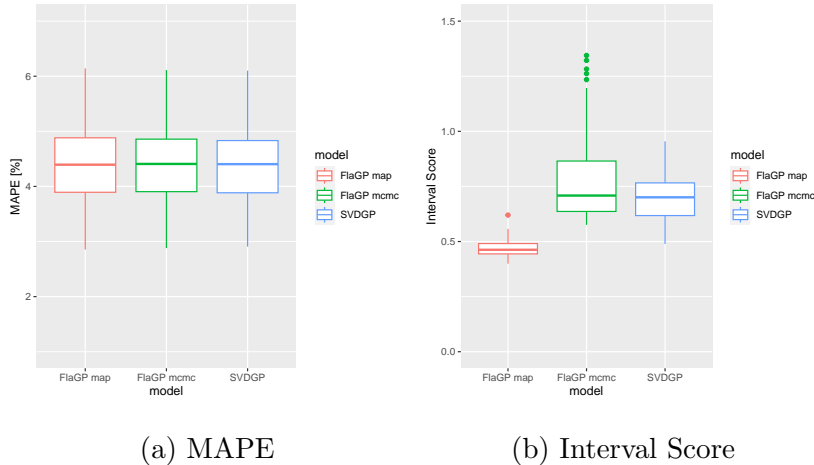 6
4
2
MAPE [%]
FlaGP map
FlaGP mcmc
SVDGP
model
model
FlaGP map
FlaGP mcmc
SVDGP
(a) MAPE
1.5
1.0
0.5
0.0
Interval Score
FlaGP map
FlaGP mcmc
SVDGP
model
model
FlaGP map
FlaGP mcmc
SVDGP
(b) Interval Score